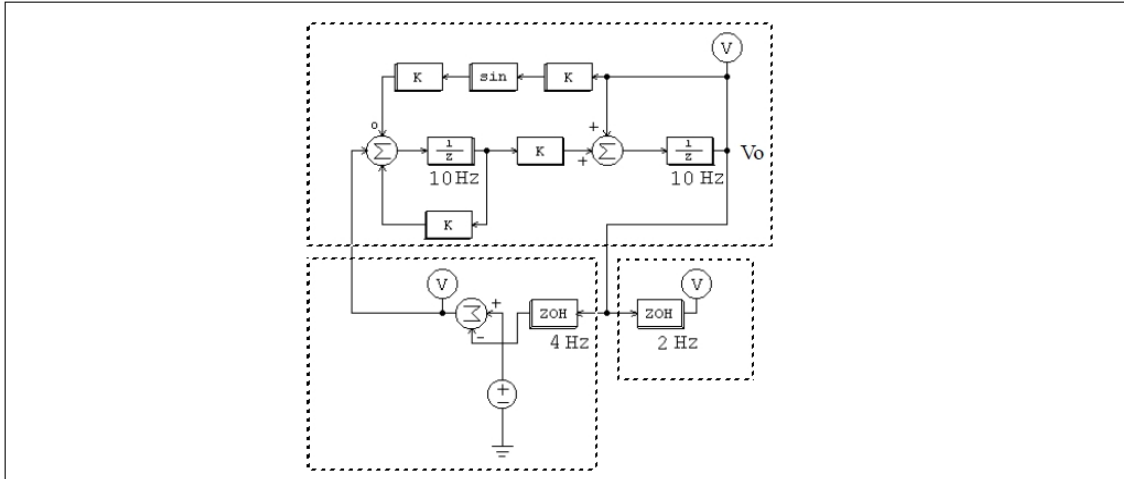 V
K sin K
o + 
Σ 1/z K + Σ 1/z Vo
10 Hz 10 Hz
K
V V
Σ + ZOH ZOH
- 4 Hz 2 Hz
+
−